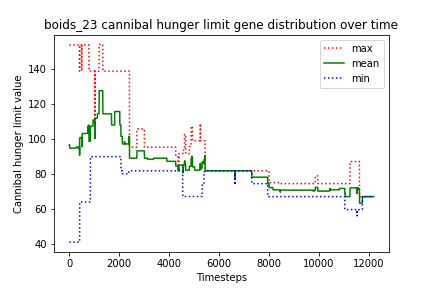 boids_23 cannibal hunger limit gene distribution over time
max
mean
min
Cannibal hunger limit value
140
120
100
80
60
40
0
2000
4000
6000
8000
10000
12000
Timesteps